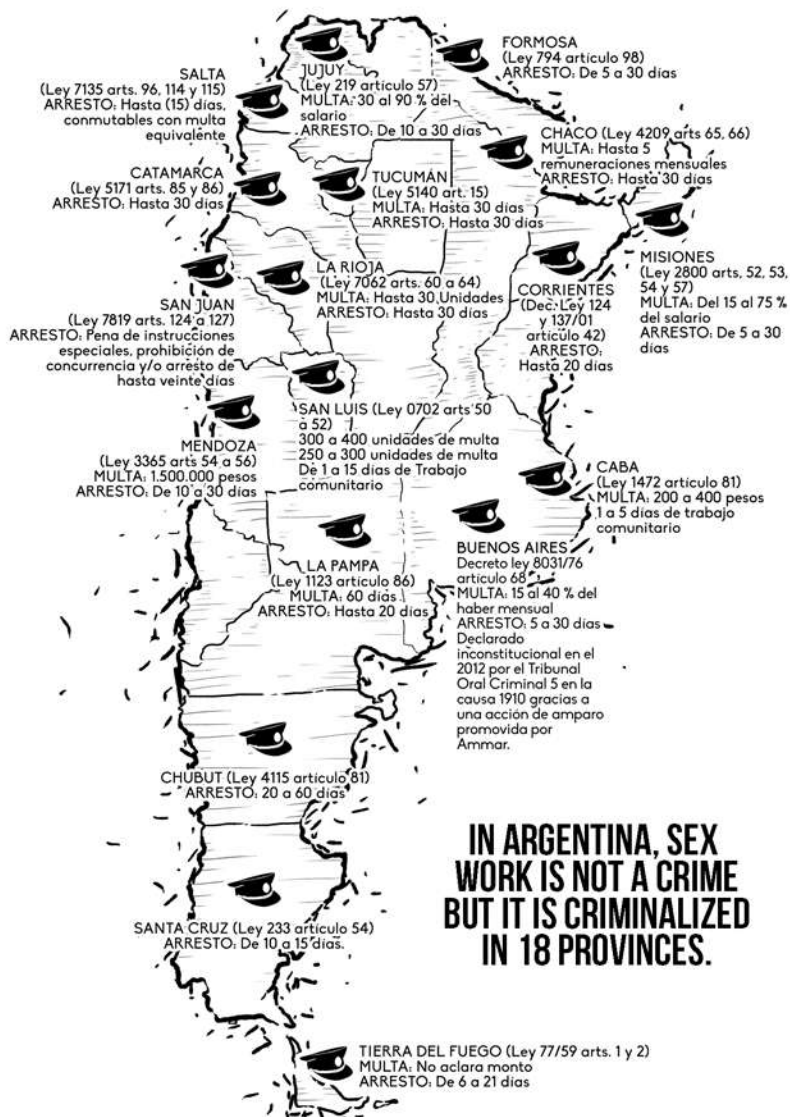 FORMOSA
(Ley 794 artículo 98)
ARRESTO: De 5 a 30 días
JUJUY
(Ley 219 artículo 57)
MULTA: 30 al 90 % del
salario
ARRESTO: De 10 a 30 días
SALTA
(Ley 7135 arts. 96, 114 y 115)
ARRESTO: Hasta (15) días,
conmutables con multa
equivalente
CHACO (Ley 4209 arts 65, 66)
MULTA: Hasta 5
remuneraciones mensuales
ARRESTO: Hasta 30 días
CATAMARCA
(Ley 5171 arts. 85 y 86)
ARRESTO: Hasta 30 días
TUCUMÁN
(Ley 5140 art. 15)
MULTA: Hasta 30 días
ARRESTO: Hasta 30 días
MISIONES
(Ley 2800 arts, 52, 53,
54 y 57)
MULTA: Del 15 al 75 %
del salario
ARRESTO: De 5 a 30
días
LA RIOJA
(Ley 7062 arts. 60 a 64)
MULTA: Hasta 30 Unidades
ARRESTO: Hasta 30 días
CORRIENTES
(Dec. Ley 124
y 137/01
artículo 42)
ARRESTO:
Hasta 20 días
SAN JUAN
(Ley 7819 arts. 124 a 127)
ARRESTO: Pena de instrucciones
especiales, prohibición de
concurrencia y/o arresto de
hasta veinte días
SAN LUIS (Ley 0702 arts 50
a 52)
300 a 400 unidades de multa
250 a 300 unidades de multa
De 1 a 15 días de Trabajo
comunitario
MENDOZA
(Ley 3365 arts 54 a 56)
MULTA: 1.500.000 pesos
ARRESTO: De 10 a 30 días
CABA
(Ley 1472 artículo 81)
MULTA: 200 a 400 pesos
1 a 5 días de trabajo
comunitario
LA PAMPA
(Ley 1123 artículo 86)
MULTA: 60 días
ARRESTO: Hasta 20 días
BUENOS AIRES
Decreto ley 8031/76
artículo 68
MULTA: 15 al 40 % del
haber mensual
ARRESTO: 5 a 30 días
Declarado
inconstitucional en el
2012 por el Tribunal
Oral Criminal 5 en la
causa 1910 gracias a
una acción de amparo
promovida por
Ammar.
CHUBUT (Ley 4115 artículo 81)
ARRESTO: 20 a 60 días
IN ARGENTINA, SEX
WORK IS NOT A CRIME
BUT IT IS CRIMINALIZED
IN 18 PROVINCES.
SANTA CRUZ (Ley 233 artículo 54)
ARRESTO: De 10 a 15 días.
TIERRA DEL FUEGO (Ley 77/59 arts. 1 y 2)
MULTA: No aclara monto
ARRESTO: De 6 a 21 días